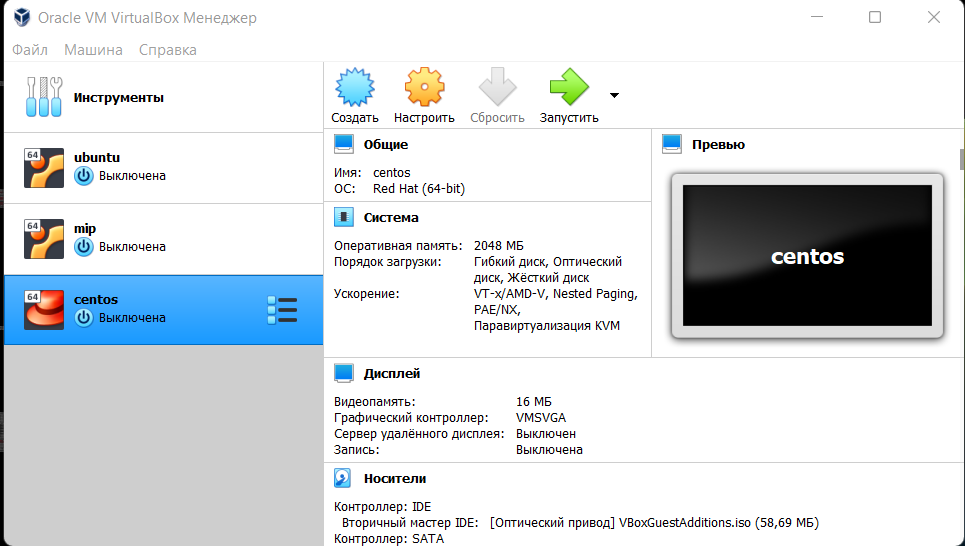 Oracle VM VirtualBox Менеджер
Файл Машина Справка
Инструменты
64
ubuntu
Выключена
64
mip
Выключена
64
centos
Выключена
Создать Настроить Сбросить Запустить
Общие
Имя: centos
ОС: Red Hat (64-bit)
Система
Оперативная память: 2048 МБ
Порядок загрузки: Гибкий диск, Оптический
диск, Жёсткий диск
Ускорение: VT-x/AMD-V, Nested Paging,
PAE/NX,
Паравиртуализация KVM
Превью
centos
Дисплей
Видеопамять: 16 МБ
Графический контроллер: VMSVGA
Сервер удалённого дисплея: Выключен
Запись: Выключена
Носители
Контроллер: IDE
Вторичный мастер IDE: [Оптический привод] VBoxGuestAdditions.iso (58,69 МБ)
Контроллер: SATA